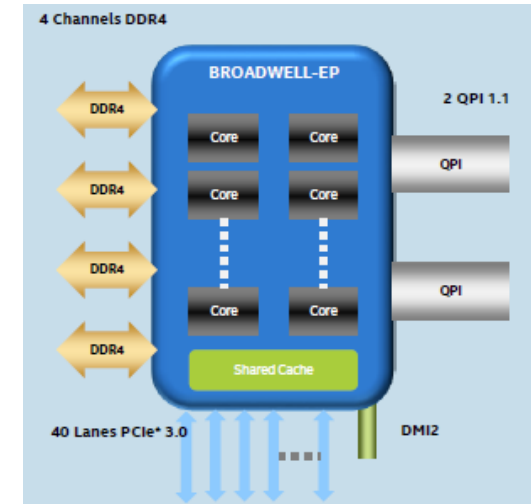 4 Channels DDR4
BROADWELL-EP
2 QPI 1.1
DDR4
Core
Core
QPI
DDR4
Core
Core
DDR4
QPI
Core
Core
DDR4
Shared Cache
40 Lanes PCIe* 3.0
DMI2